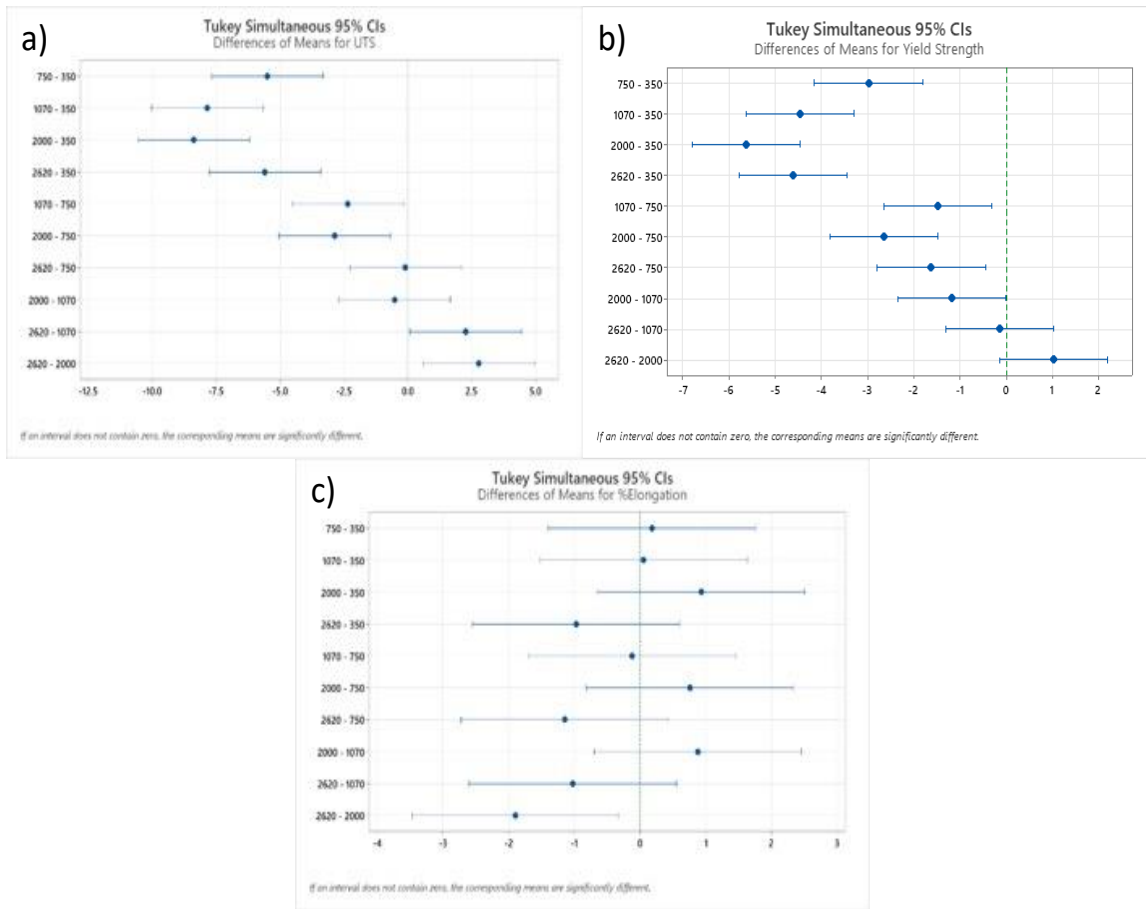 a)
Tukey Simultaneous 95% CIs
Differences of Means for UTS
750 - 350
1070 - 350
2000 - 350
2620 - 350
1070 - 750
2000 - 750
2620 - 750
2000 - 1070
2620 - 1070
2620 - 2000
-12.5 -10.0 -7.5 -5.0 -2.5 0.0 2.5 5.0
If an interval does not contain zero, the corresponding means are significantly different.
b)
Tukey Simultaneous 95% CIs
Differences of Means for Yield Strength
750 - 350
1070 - 350
2000 - 350
2620 - 350
1070 - 750
2000 - 750
2620 - 750
2000 - 1070
2620 - 1070
2620 - 2000
-7 -6 -5 -4 -3 -2 -1 0 1 2
If an interval does not contain zero, the corresponding means are significantly different.
c)
Tukey Simultaneous 95% CIs
Differences of Means for %Elongation
750 - 350
1070 - 350
2000 - 350
2620 - 350
1070 - 750
2000 - 750
2620 - 750
2000 - 1070
2620 - 1070
2620 - 2000
-4 -3 -2 -1 0 1 2 3
If an interval does not contain zero, the corresponding means are significantly different.